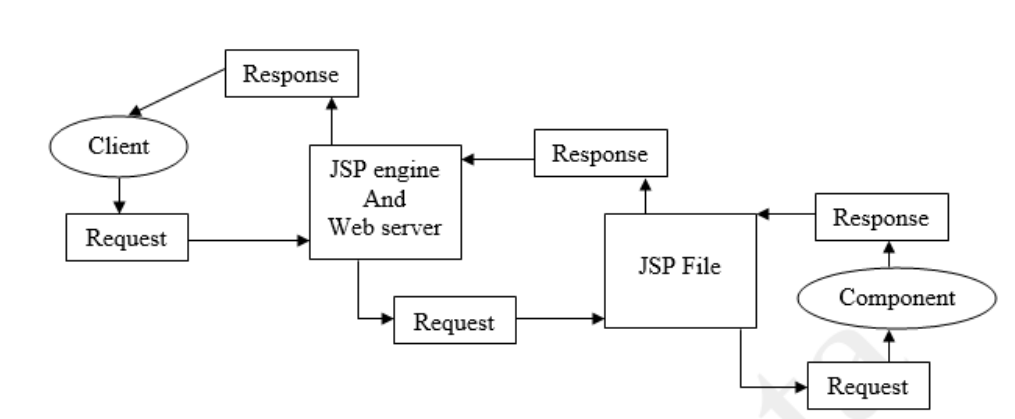 Response
Client
JSP engine
And
Web server
Response
Request
Response
JSP File
Component
Request
Request